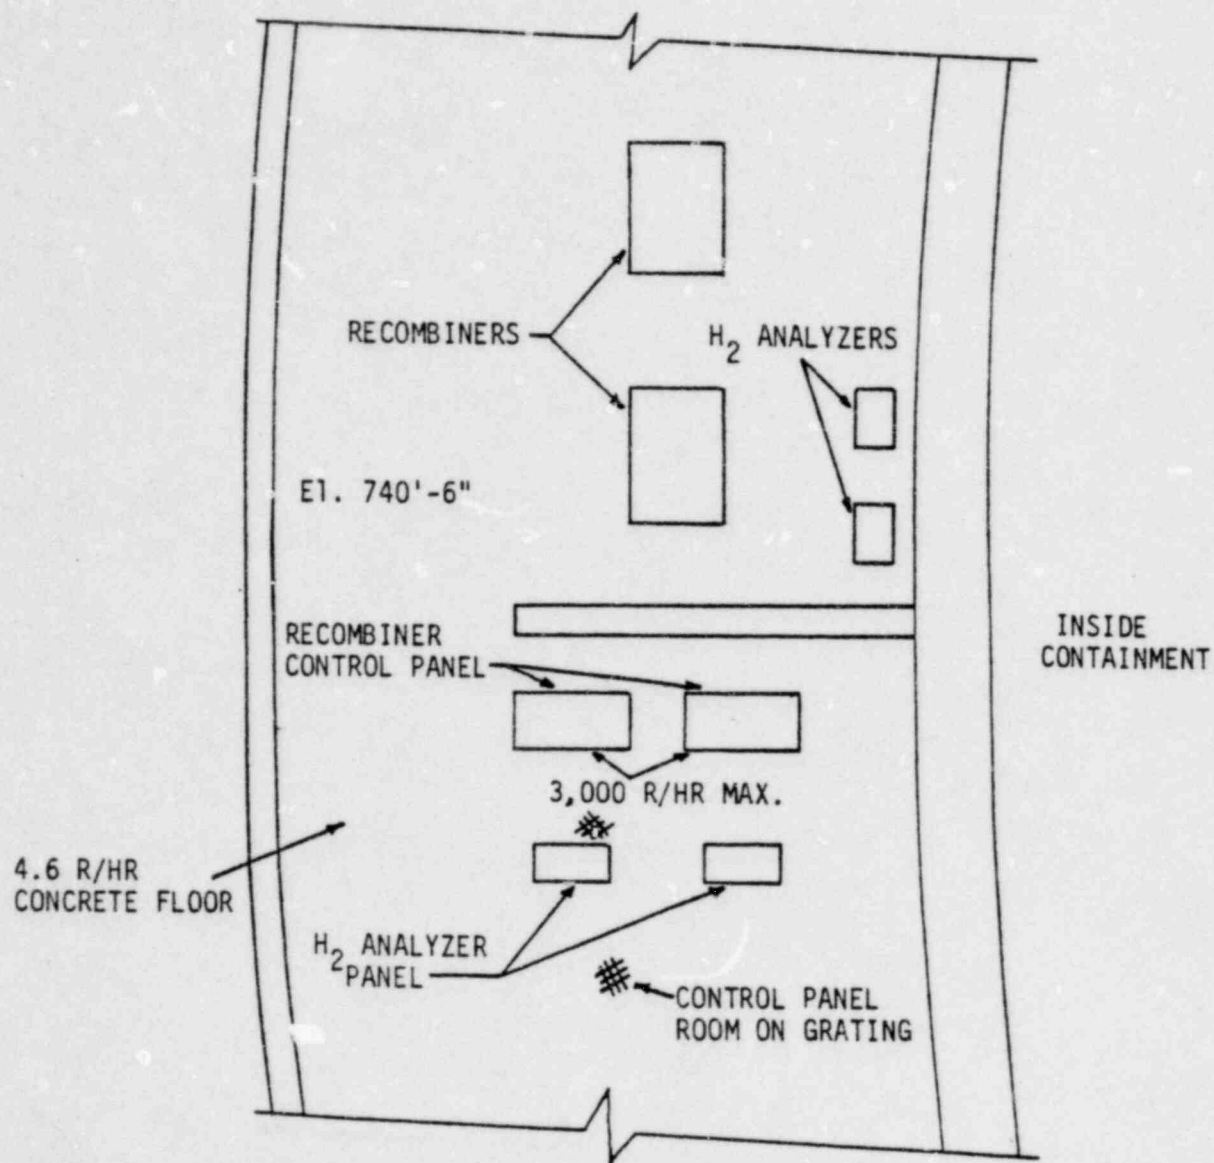 RECOMBINERS
H2 ANALYZERS
El. 740'-6"
RECOMBINER
CONTROL PANEL
INSIDE
CONTAINMENT
3,000 R/HR MAX.
4.6 R/HR
CONCRETE FLOOR
H2 ANALYZER
PANEL
CONTROL PANEL
ROOM ON GRATING